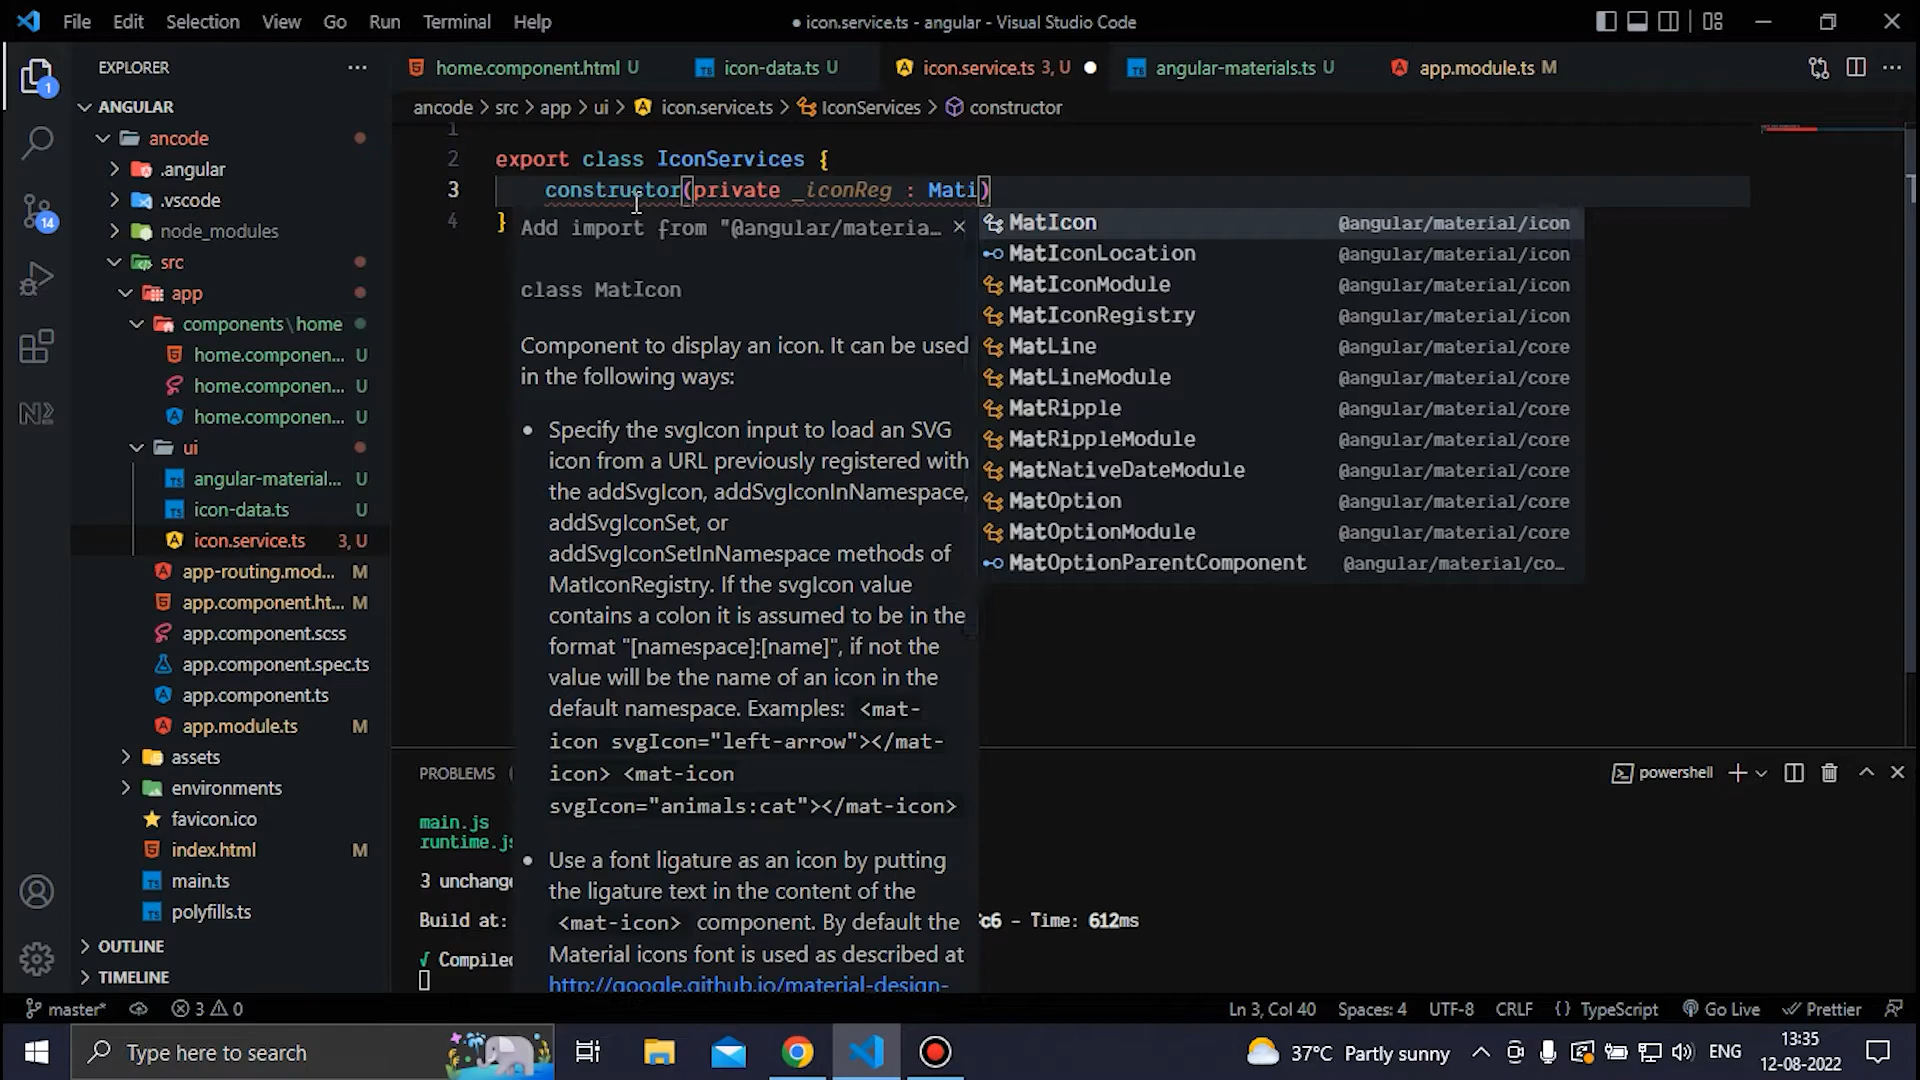 File Edit Selection View Go Run Terminal Help
● icon.service.ts - angular - Visual Studio Code
EXPLORER
ANGULAR
ancode
.angular
.vscode
node_modules
src
app
components\home
home.componen... U
home.componen... U
home.componen... U
ui
angular-material... U
icon-data.ts U
icon.service.ts 3, U
app-routing.mod... M
app.component.ht... M
app.component.scss
app.component.spec.ts
app.component.ts
app.module.ts M
assets
environments
favicon.ico
index.html M
main.ts
polyfills.ts
OUTLINE
TIMELINE
1
14
home.component.html U
icon-data.ts U
icon.service.ts 3, U ●
angular-materials.ts U
app.module.ts M
ancode > src > app > ui > icon.service.ts > IconServices > constructor
1
2 export class IconServices {
3 constructor(private _iconReg : Mati)
4 }
Add import from "@angular/materia...
class MatIcon
Component to display an icon. It can be used
in the following ways:
• Specify the svgIcon input to load an SVG
icon from a URL previously registered with
the addSvgIcon, addSvgIconInNamespace,
addSvgIconSet, or
addSvgIconSetInNamespace methods of
MatIconRegistry. If the svgIcon value
contains a colon it is assumed to be in the
format "[namespace]:[name]", if not the
value will be the name of an icon in the
default namespace. Examples: <mat-
icon svgIcon="left-arrow"></mat-
icon> <mat-icon
svgIcon="animals:cat"></mat-icon>
• Use a font ligature as an icon by putting
the ligature text in the content of the
<mat-icon> component. By default the
Material icons font is used as described at
http://google.github.io/material-design-
MatIcon @angular/material/icon
MatIconLocation @angular/material/icon
MatIconModule @angular/material/icon
MatIconRegistry @angular/material/icon
MatLine @angular/material/core
MatLineModule @angular/material/core
MatRipple @angular/material/core
MatRippleModule @angular/material/core
MatNativeDateModule @angular/material/core
MatOption @angular/material/core
MatOptionModule @angular/material/core
MatOptionParentComponent @angular/material/co...
PROBLEMS
powershell
main.js
runtime.js
3 unchange
Build at: c6 - Time: 612ms
√ Compiled
master* 3 0
Ln 3, Col 40 Spaces: 4 UTF-8 CRLF {} TypeScript Go Live Prettier
Type here to search
37°C Partly sunny
ENG
13:35
12-08-2022